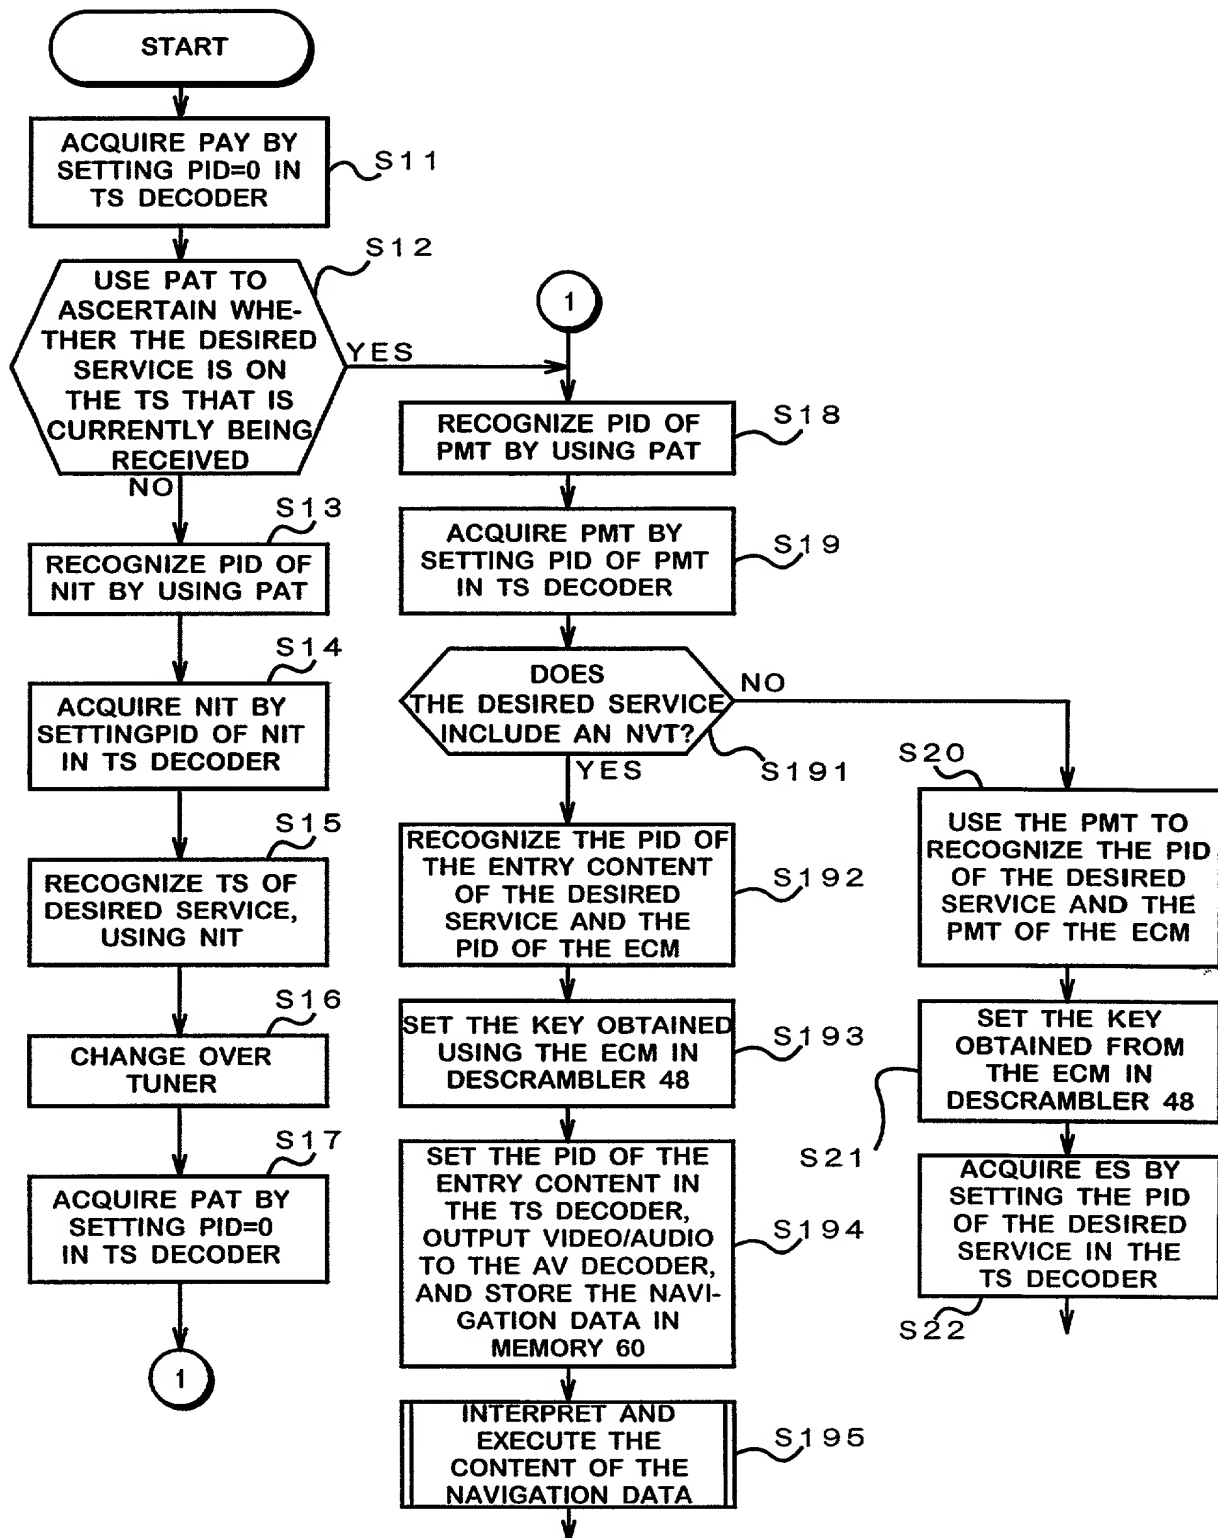 START
ACQUIRE PAY BY
SETTING PID=0 IN
TS DECODER
S11
USE PAT TO
ASCERTAIN WHE-
THER THE DESIRED
SERVICE IS ON
THE TS THAT IS
CURRENTLY BEING
RECEIVED
S12
YES
NO
RECOGNIZE PID OF
NIT BY USING PAT
S13
ACQUIRE NIT BY
SETTINGPID OF NIT
IN TS DECODER
S14
RECOGNIZE TS OF
DESIRED SERVICE,
USING NIT
S15
CHANGE OVER
TUNER
S16
ACQUIRE PAT BY
SETTING PID=0
IN TS DECODER
S17
1
1
RECOGNIZE PID OF
PMT BY USING PAT
S18
ACQUIRE PMT BY
SETTING PID OF PMT
IN TS DECODER
S19
DOES
THE DESIRED SERVICE
INCLUDE AN NVT?
S191
NO
YES
RECOGNIZE THE PID OF
THE ENTRY CONTENT
OF THE DESIRED
SERVICE AND THE
PID OF THE ECM
S192
SET THE KEY OBTAINED
USING THE ECM IN
DESCRAMBLER 48
S193
SET THE PID OF THE
ENTRY CONTENT IN
THE TS DECODER,
OUTPUT VIDEO/AUDIO
TO THE AV DECODER,
AND STORE THE NAVI-
GATION DATA IN
MEMORY 60
S194
INTERPRET AND
EXECUTE THE
CONTENT OF THE
NAVIGATION DATA
S195
S20
USE THE PMT TO
RECOGNIZE THE PID
OF THE DESIRED
SERVICE AND THE
PMT OF THE ECM
SET THE KEY
OBTAINED FROM
THE ECM IN
DESCRAMBLER 48
S21
ACQUIRE ES BY
SETTING THE PID
OF THE DESIRED
SERVICE IN THE
TS DECODER
S22